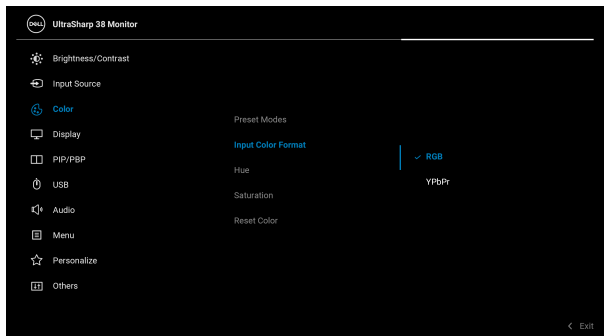 DELL UltraSharp 38 Monitor
Brightness/Contrast
Input Source
Color
Display
PIP/PBP
USB
Audio
Menu
Personalize
Others
Preset Modes
Input Color Format
Hue
Saturation
Reset Color
RGB
YPbPr
Exit